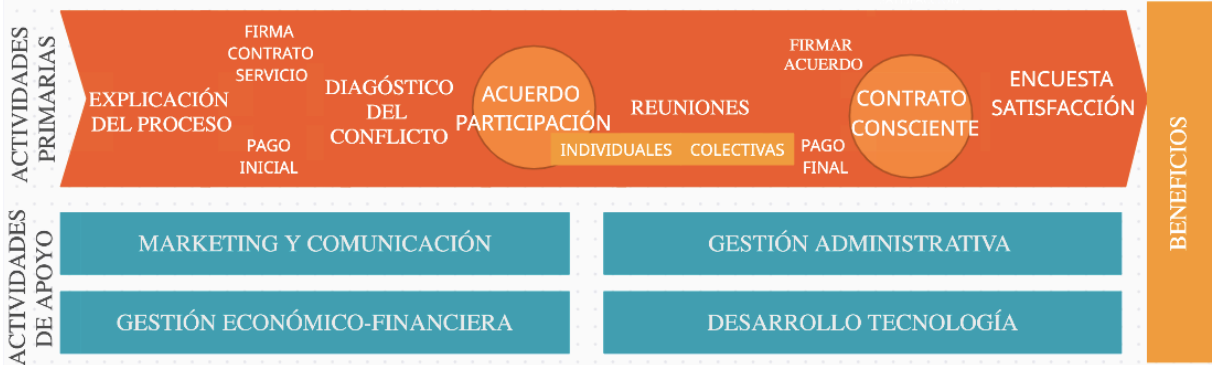 ACTIVIDADES
PRIMARIAS
EXPLICACIÓN
DEL PROCESO
FIRMA
CONTRATO
SERVICIO
PAGO
INICIAL
DIAGÓSTICO
DEL
CONFLICTO
ACUERDO
PARTICIPACIÓN
REUNIONES
INDIVIDUALES COLECTIVAS
FIRMAR
ACUERDO
PAGO
FINAL
CONTRATO
CONSCIENTE
ENCUESTA
SATISFACCIÓN
BENEFICIOS
ACTIVIDADES
DE APOYO
MARKETING Y COMUNICACIÓN
GESTIÓN ADMINISTRATIVA
GESTIÓN ECONÓMICO-FINANCIERA
DESARROLLO TECNOLOGÍA